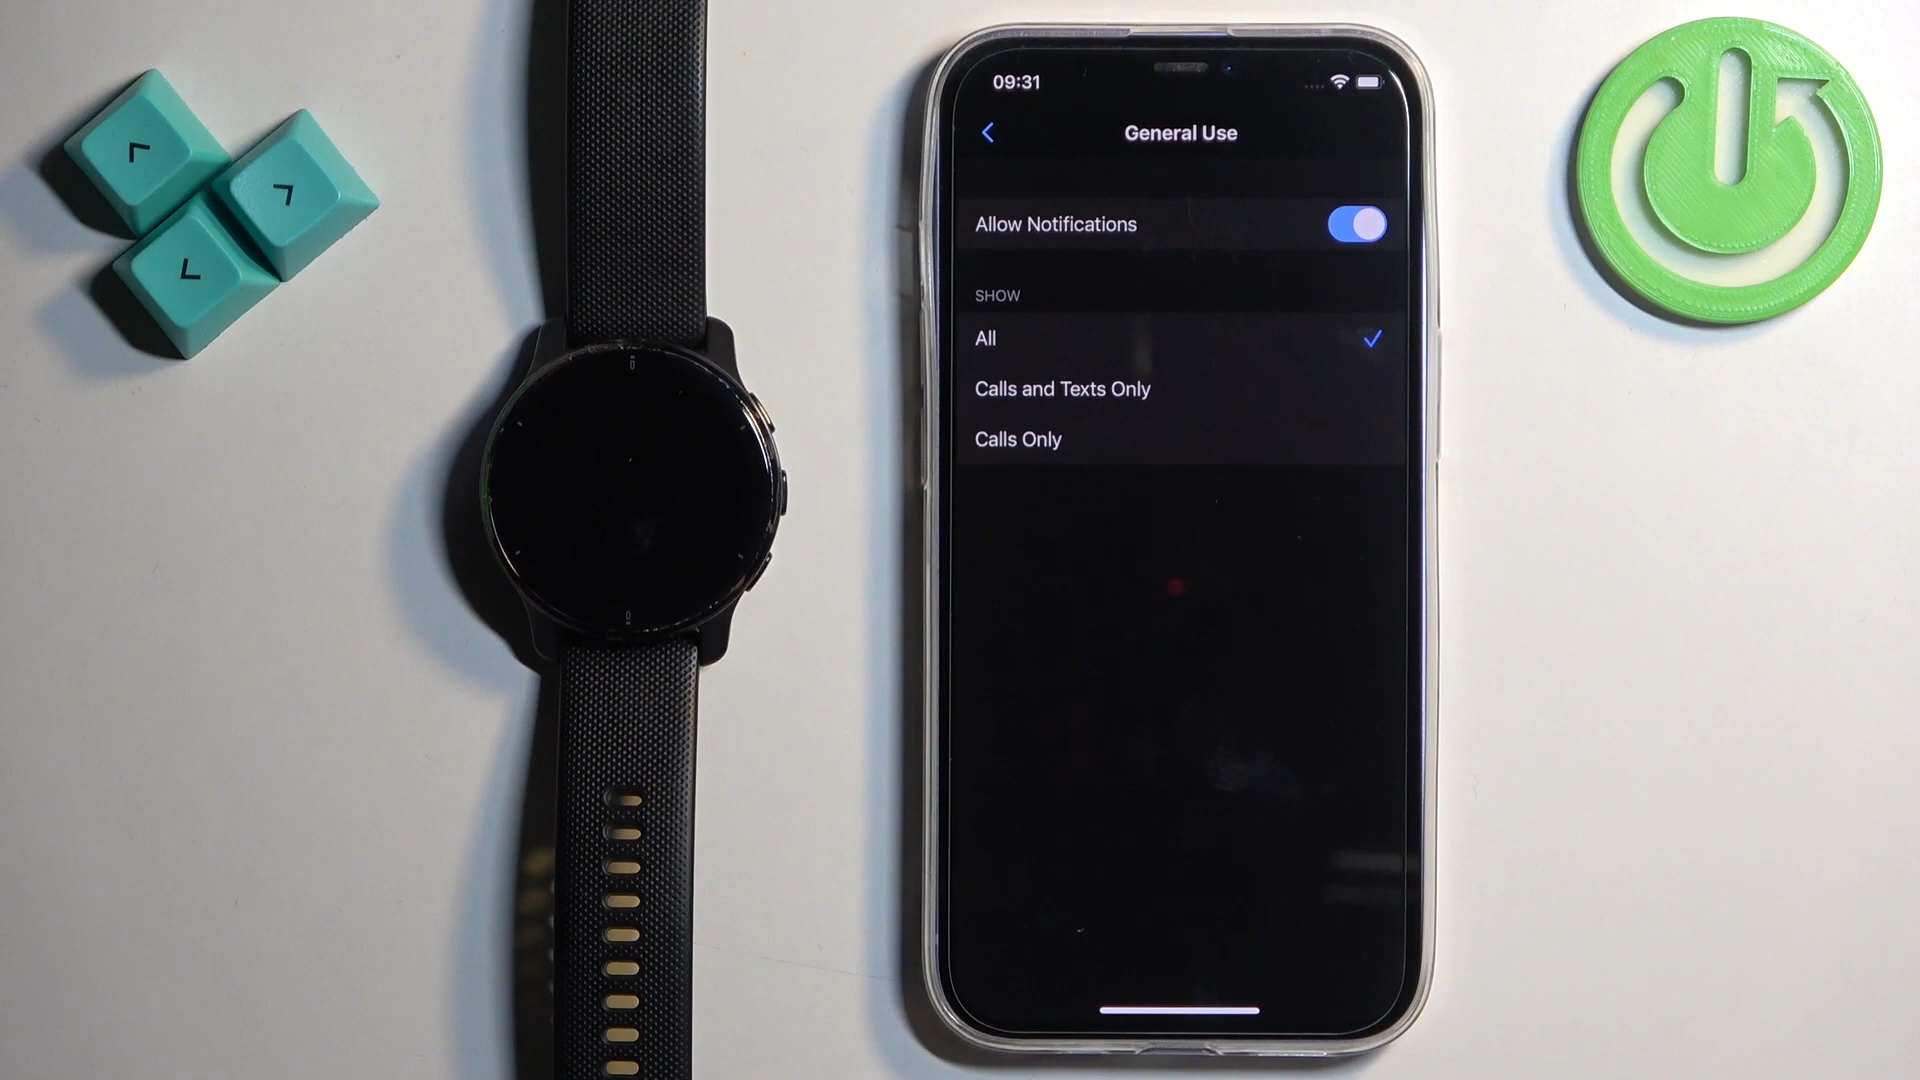 09:31
General Use
Allow Notifications
SHOW
All
Calls and Texts Only
Calls Only